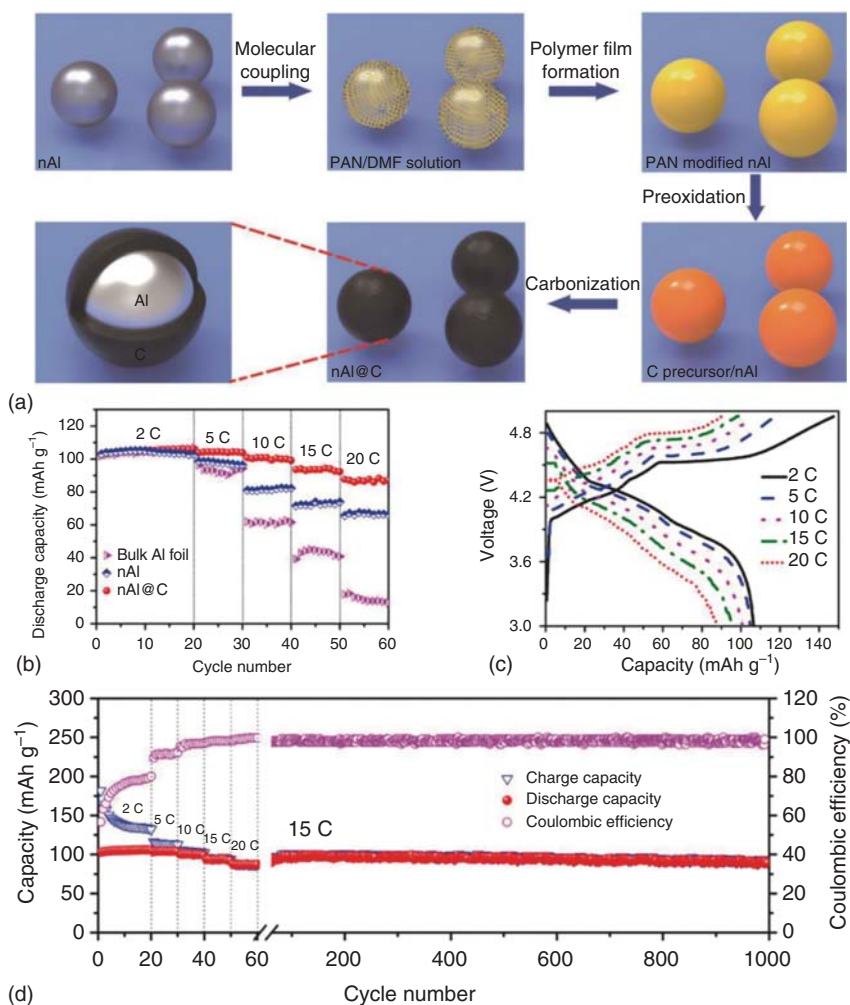 Molecular
coupling
Polymer film
formation
nAl
PAN/DMF solution
PAN modified nAl
Preoxidation
Al
C
Carbonization
nAl@C
C precursor/nAl
(a)
120
100
80
60
40
20
0
Discharge capacity (mAh g⁻¹)
2 C
5 C
10 C
15 C
20 C
Bulk Al foil
nAl
nAl@C
0 10 20 30 40 50 60
Cycle number
(b)
4.8
4.2
3.6
3.0
Voltage (V)
2 C
5 C
10 C
15 C
20 C
0 20 40 60 80 100 120 140
Capacity (mAh g⁻¹)
(c)
300
250
200
150
100
50
0
Capacity (mAh g⁻¹)
2 C
5 C
10 C
15 C
20 C
15 C
Charge capacity
Discharge capacity
Coulombic efficiency
120
100
80
60
40
20
0
Coulombic efficiency (%)
0 20 40 60 200 400 600 800 1000
Cycle number
(d)